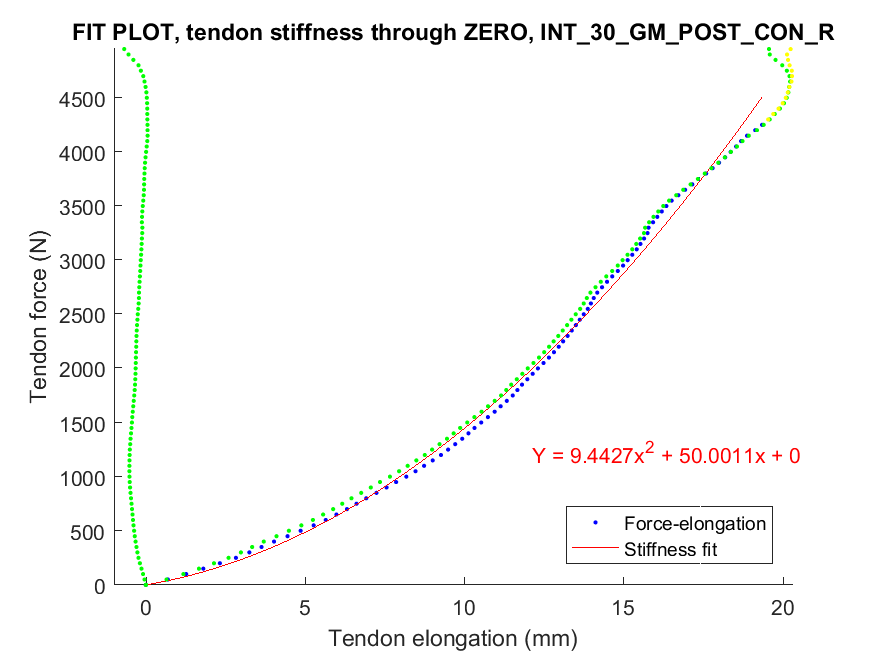 FIT PLOT, tendon stiffness through ZERO, INT_30_GM_POST_CON_R
4500
4000
3500
3000
2500
2000
1500
1000
500
0
Tendon force (N)
Y = 9.4427x² + 50.0011x + 0
Force-elongation
Stiffness fit
0 5 10 15 20
Tendon elongation (mm)